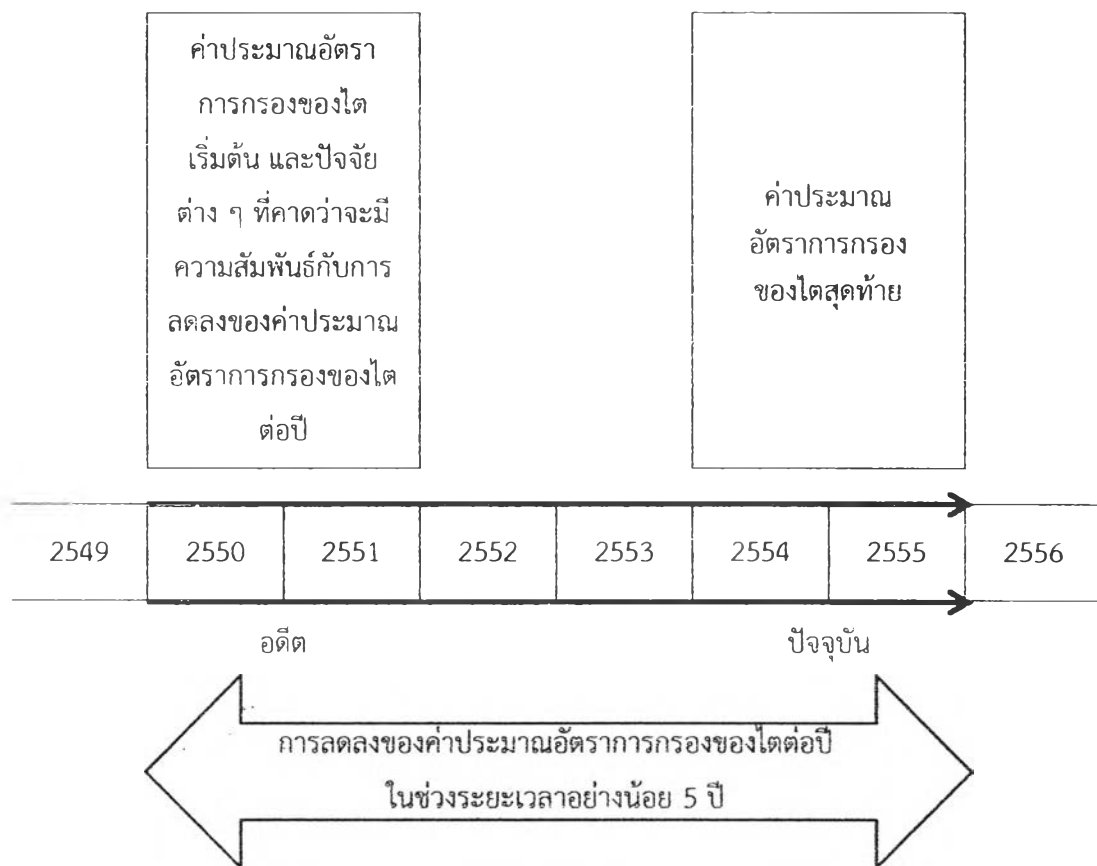 ค่าประมาณอัตรา
การกรองของไต
เริ่มต้น และปัจจัย
ต่าง ๆ ที่คาดว่าจะมี
ความสัมพันธ์กับการ
ลดลงของค่าประมาณ
อัตราการกรองของไต
ต่อปี
ค่าประมาณ
อัตราการกรอง
ของไตสุดท้าย
2549 2550 2551 2552 2553 2554 2555 2556
อดีต ปัจจุบัน
การลดลงของค่าประมาณอัตราการกรองของไตต่อปี
ในช่วงระยะเวลาอย่างน้อย 5 ปี